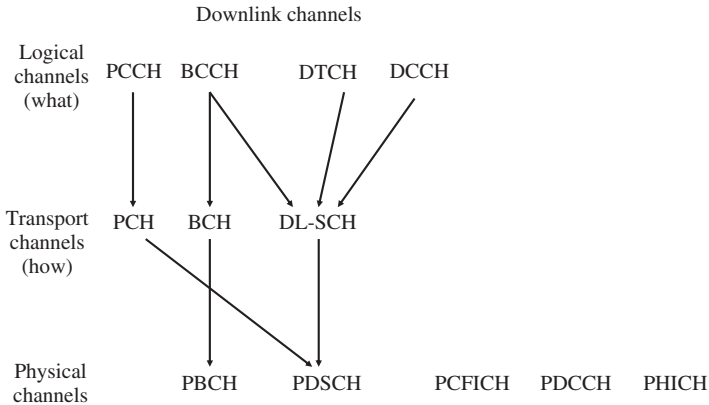 Downlink channels
Logical
channels
(what)
PCCH BCCH DTCH DCCH
Transport
channels
(how)
PCH BCH DL-SCH
Physical
channels
PBCH PDSCH PCFICH PDCCH PHICH